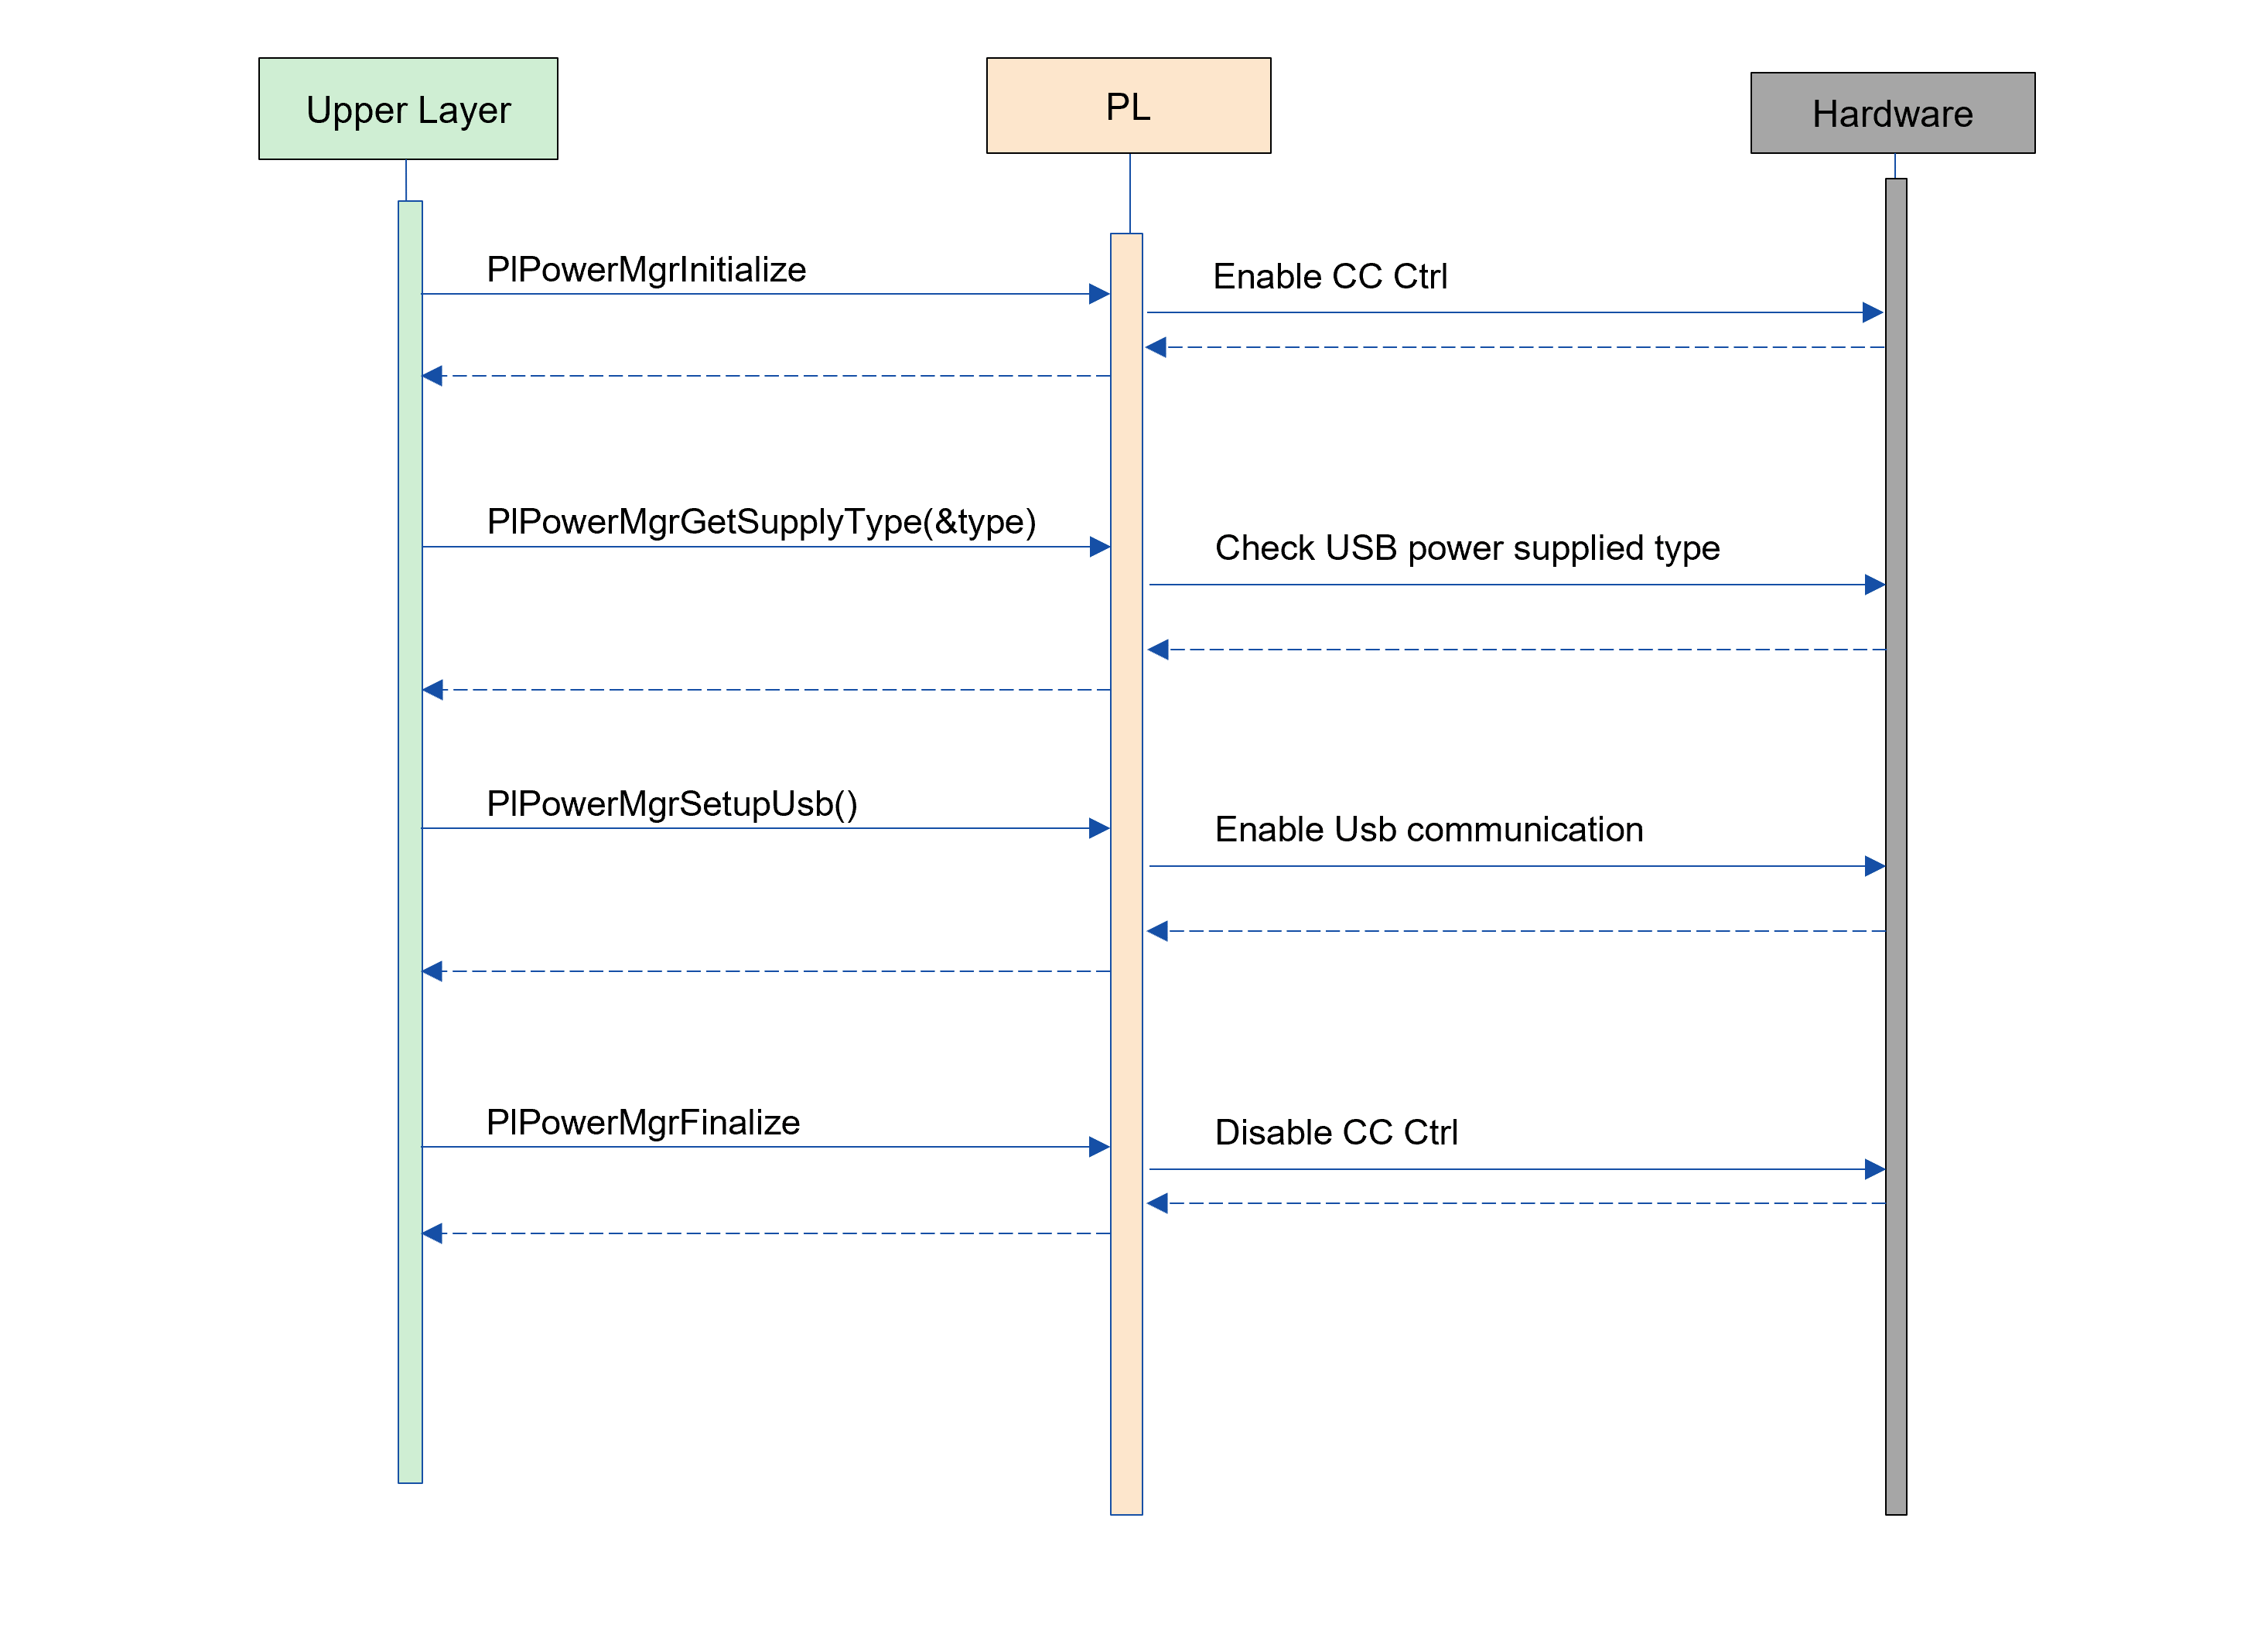 Upper Layer
PL
Hardware
PlPowerMgrInitialize
Enable CC Ctrl
PlPowerMgrGetSupplyType(&type)
Check USB power supplied type
PlPowerMgrSetupUsb()
Enable Usb communication
PlPowerMgrFinalize
Disable CC Ctrl